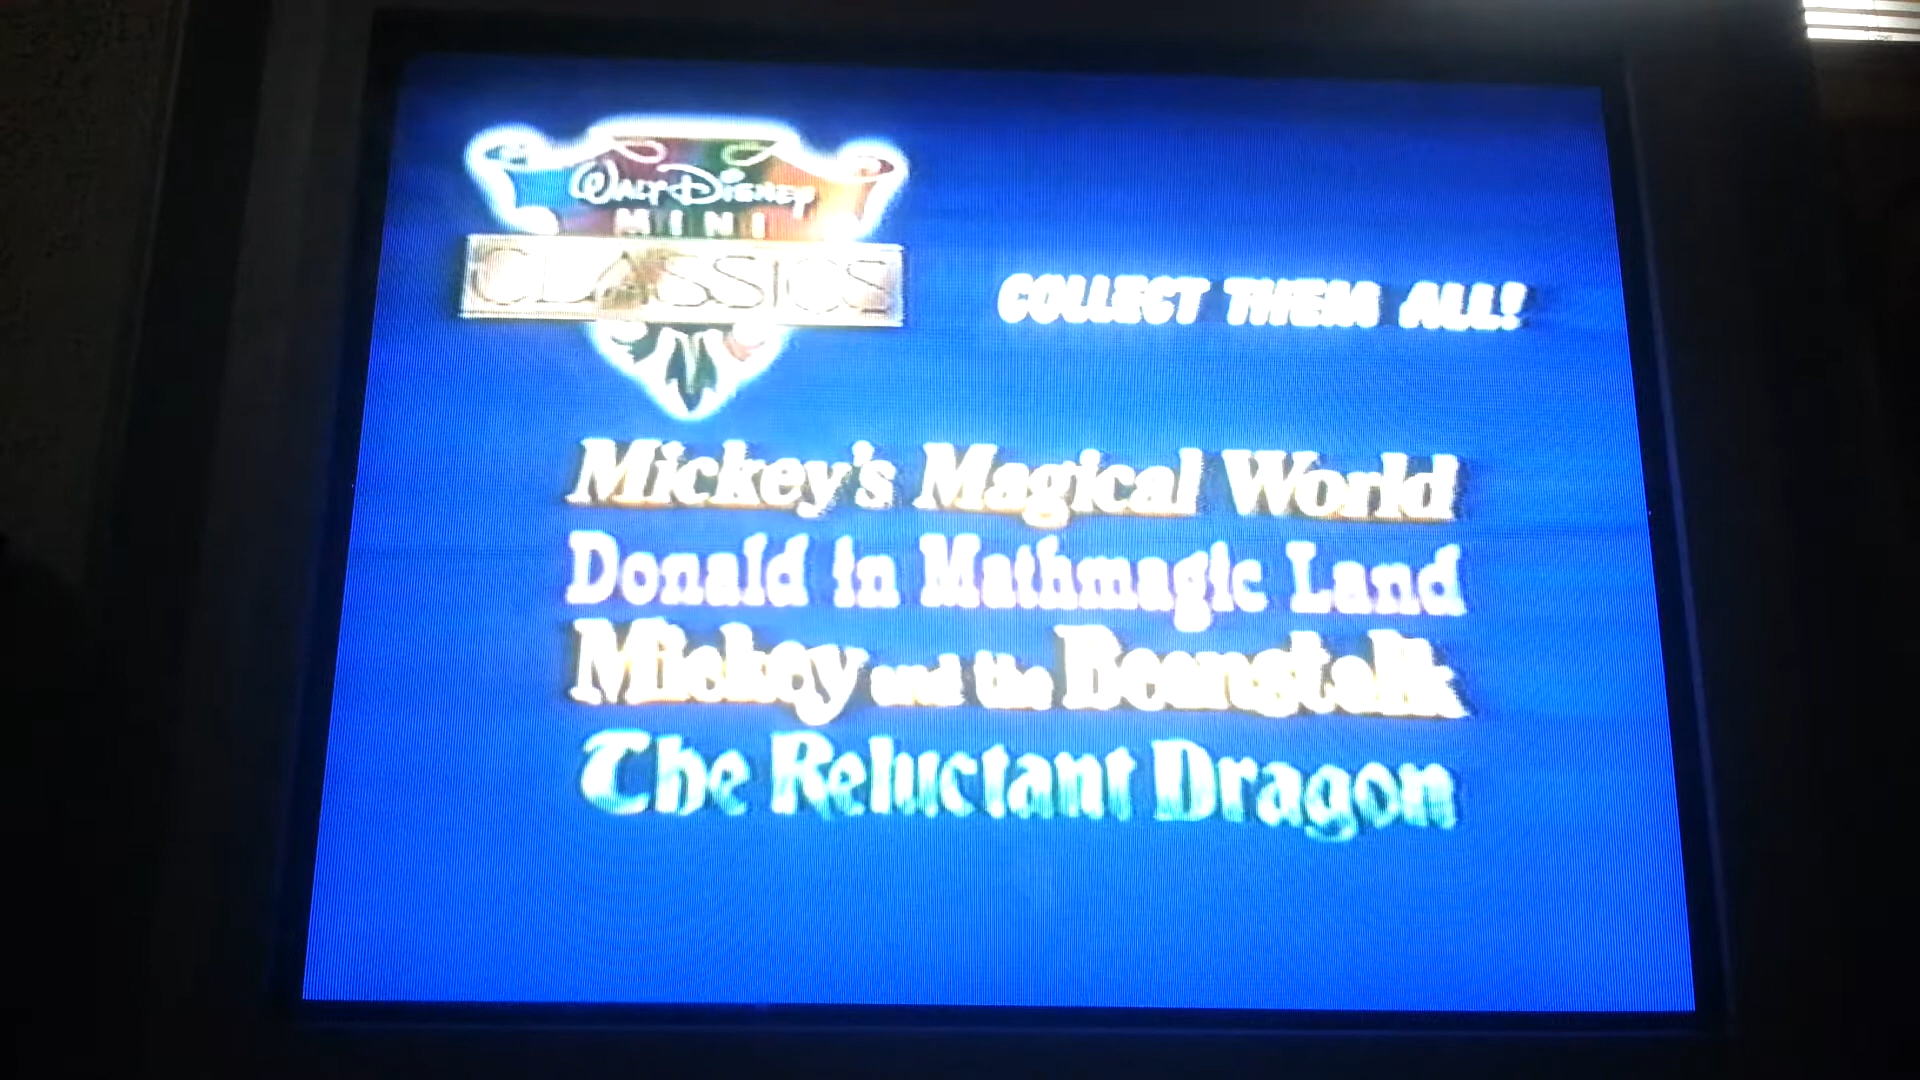 WALT DISNEY
MINI
CLASSICS
COLLECT THEM ALL!
Mickey's Magical World
Donald in Mathmagic Land
Mickey and the Beanstalk
The Reluctant Dragon